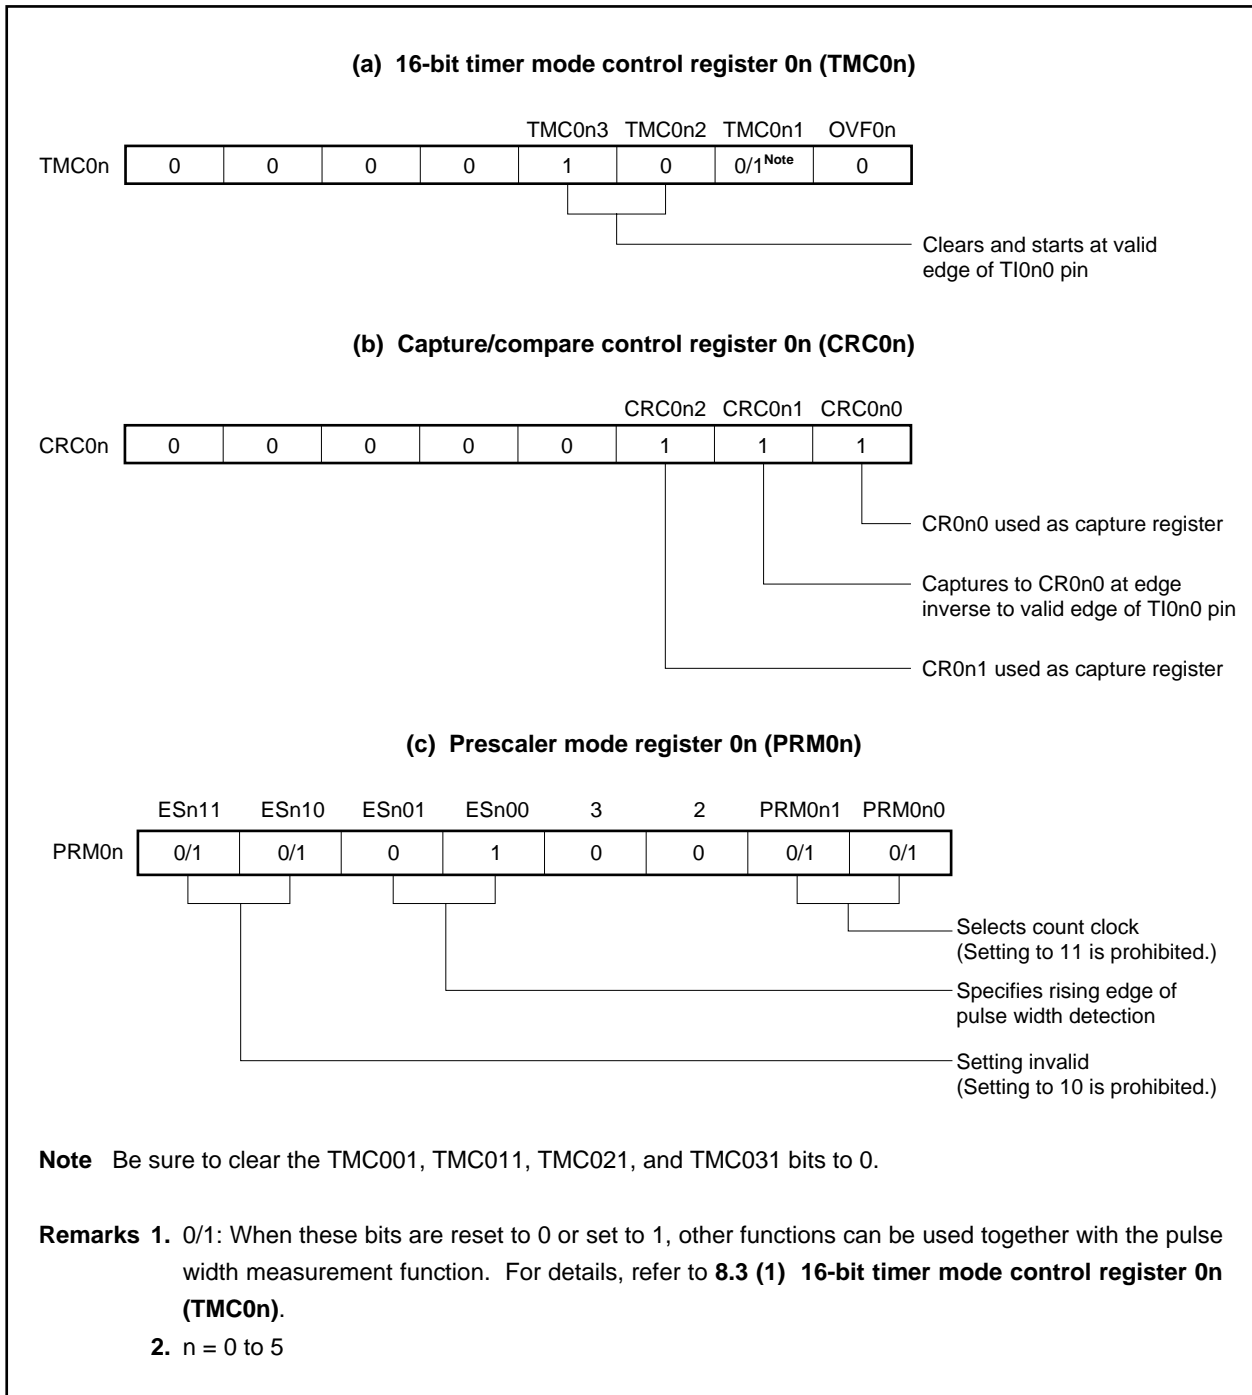 (a) 16-bit timer mode control register 0n (TMC0n)
TMC0n3 TMC0n2 TMC0n1 OVF0n
TMC0n 0 0 0 0 1 0 0/1Note 0
Clears and starts at valid
edge of TI0n0 pin
(b) Capture/compare control register 0n (CRC0n)
CRC0n2 CRC0n1 CRC0n0
CRC0n 0 0 0 0 0 1 1 1
CR0n0 used as capture register
Captures to CR0n0 at edge
inverse to valid edge of TI0n0 pin
CR0n1 used as capture register
(c) Prescaler mode register 0n (PRM0n)
ESn11 ESn10 ESn01 ESn00 3 2 PRM0n1 PRM0n0
PRM0n 0/1 0/1 0 1 0 0 0/1 0/1
Selects count clock
(Setting to 11 is prohibited.)
Specifies rising edge of
pulse width detection
Setting invalid
(Setting to 10 is prohibited.)
Note Be sure to clear the TMC001, TMC011, TMC021, and TMC031 bits to 0.
Remarks 1. 0/1: When these bits are reset to 0 or set to 1, other functions can be used together with the pulse
width measurement function. For details, refer to 8.3 (1) 16-bit timer mode control register 0n
(TMC0n).
2. n = 0 to 5